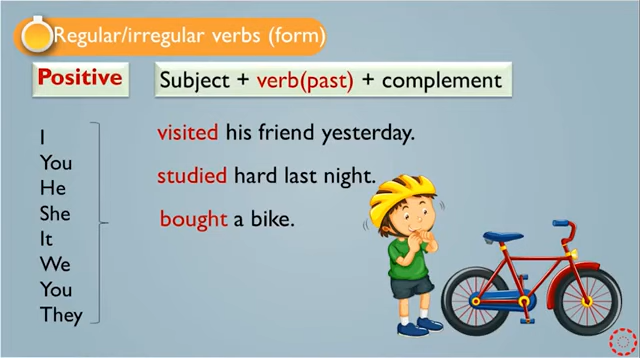 Regular/irregular verbs (form)
Positive
Subject + verb(past) + complement
I
You
He
She
It
We
You
They
visited his friend yesterday.
studied hard last night.
bought a bike.